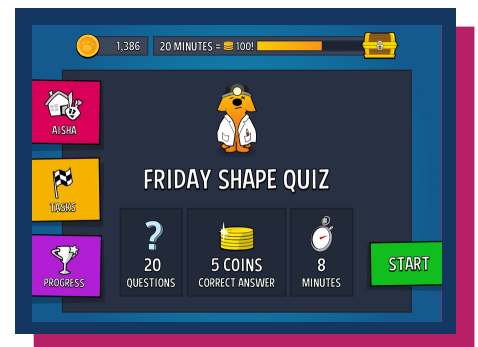 1,386
20 MINUTES = 100!
AISHA
FRIDAY SHAPE QUIZ
TASKS
?
20
QUESTIONS
5 COINS
CORRECT ANSWER
8
MINUTES
PROGRESS
START